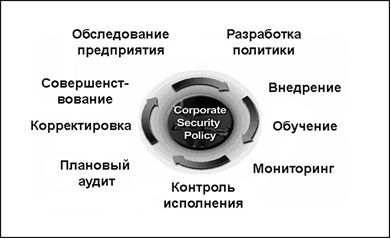 Обследование
предприятия
Разработка
политики
Внедрение
Обучение
Мониторинг
Контроль
исполнения
Плановый
аудит
Корректировка
Совершенст-
вование
Corporate
Security
Policy